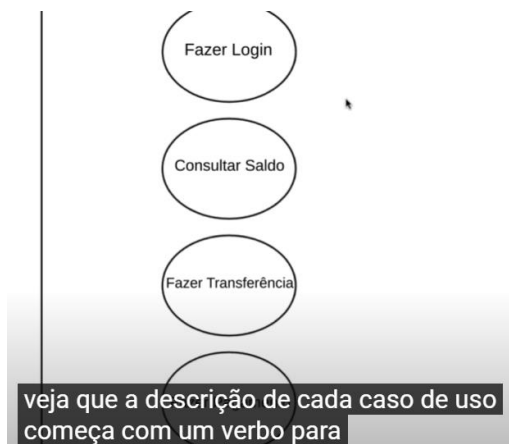 Fazer Login
Consultar Saldo
Fazer Transferência
veja que a descrição de cada caso de uso
começa com um verbo para